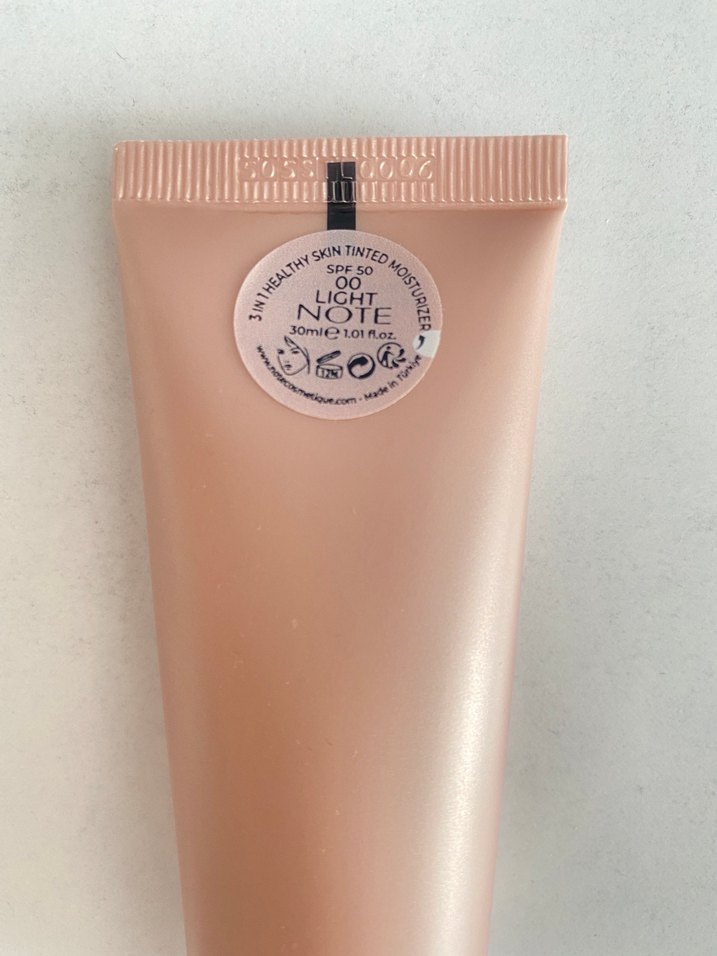 3 IN 1 HEALTHY SKIN TINTED MOISTURIZER
SPF 50
00
LIGHT
NOTE
30ml e 1.01 fl.oz.
12M
www.notecosmetique.com - Made in Türkiye